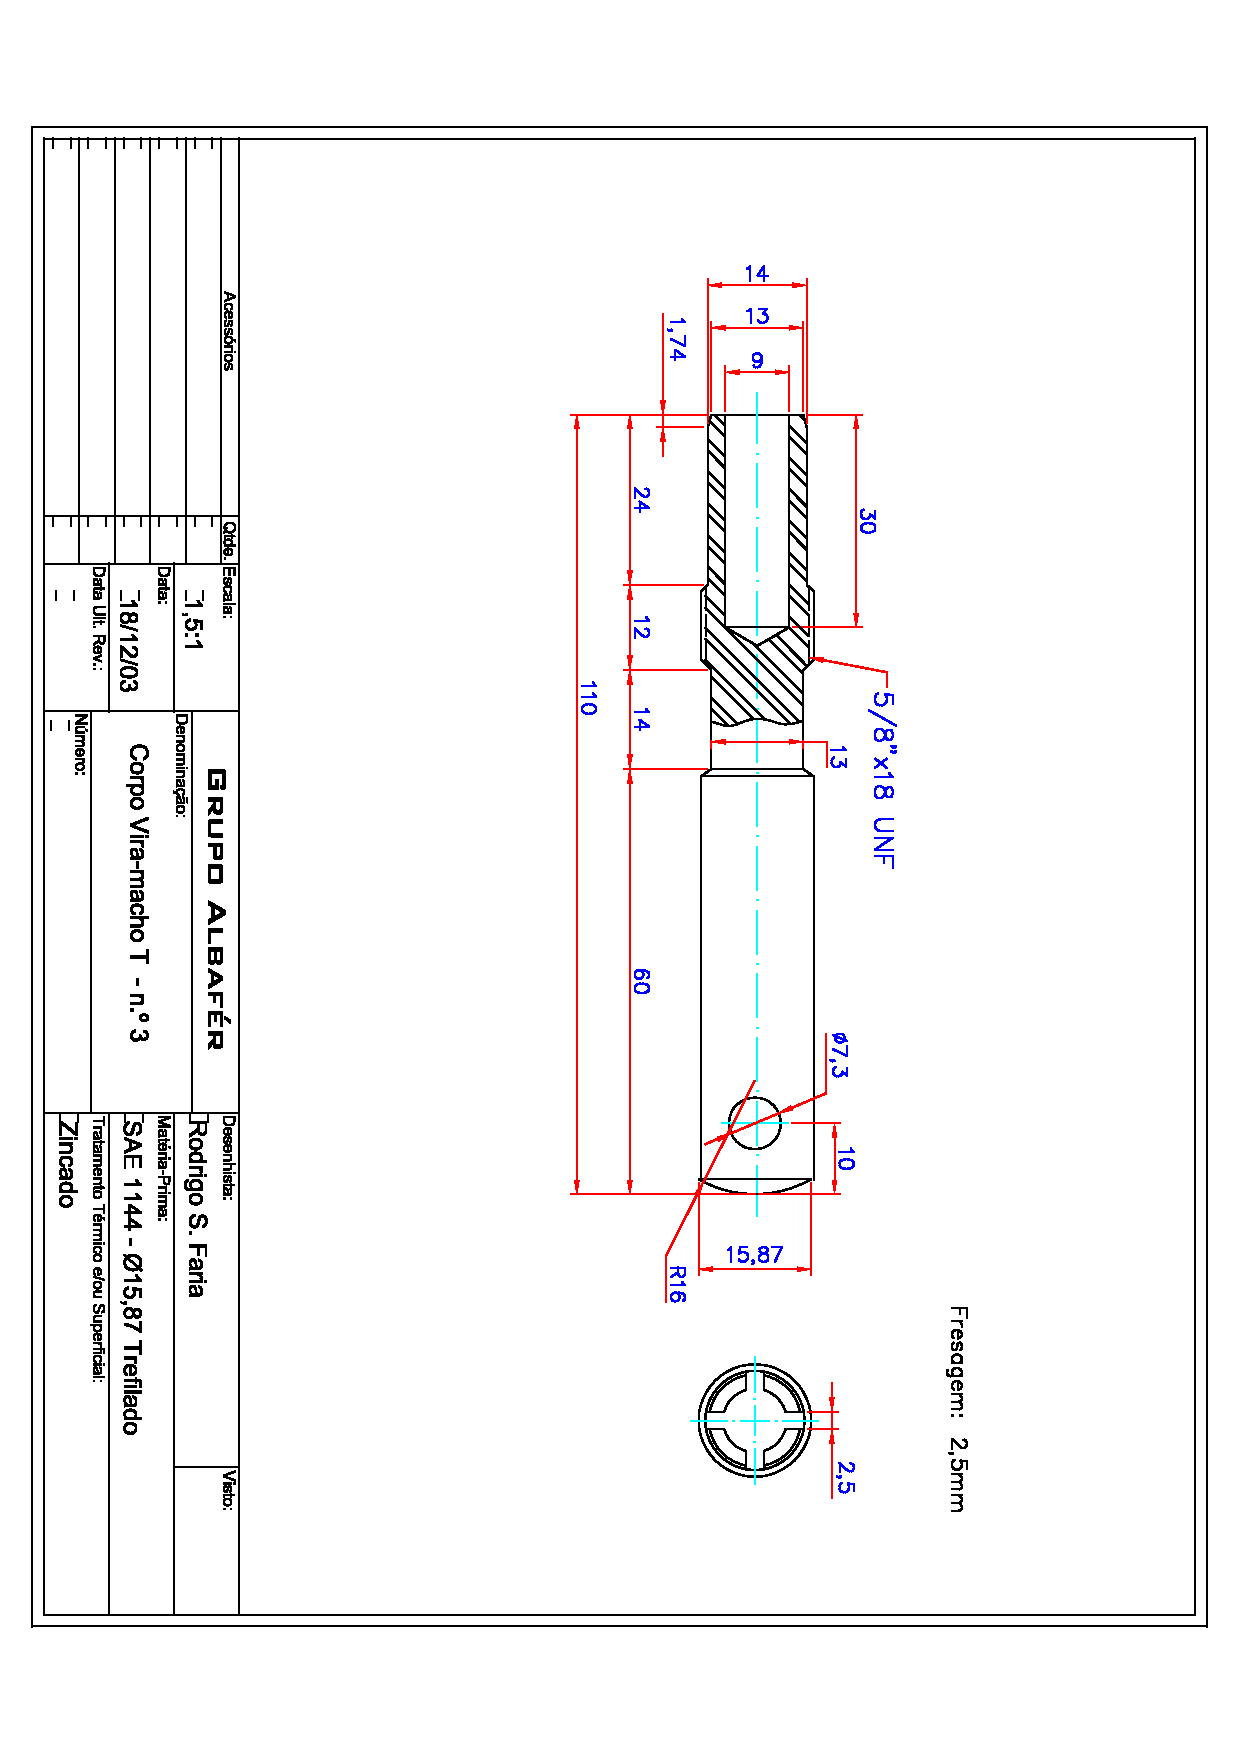 14
13
9
1,74
30
24
12
14
110
13
5/8"x18 UNF
60
ø7,3
10
15,87
R16
Fresagem: 2,5mm
2,5
Acessórios
Qtde.
Escala:
1,5:1
Data:
18/12/03
Data Ult. Rev.:
GRUPO ALBAFÉR
Denominação:
Corpo Vira-macho T - n.º 3
Número:
Desenhista:
Rodrigo S. Faria
Visto:
Matéria-Prima:
SAE 1144 - Ø15,87 Trefilado
Tratamento Térmico e/ou Superficial:
Zincado